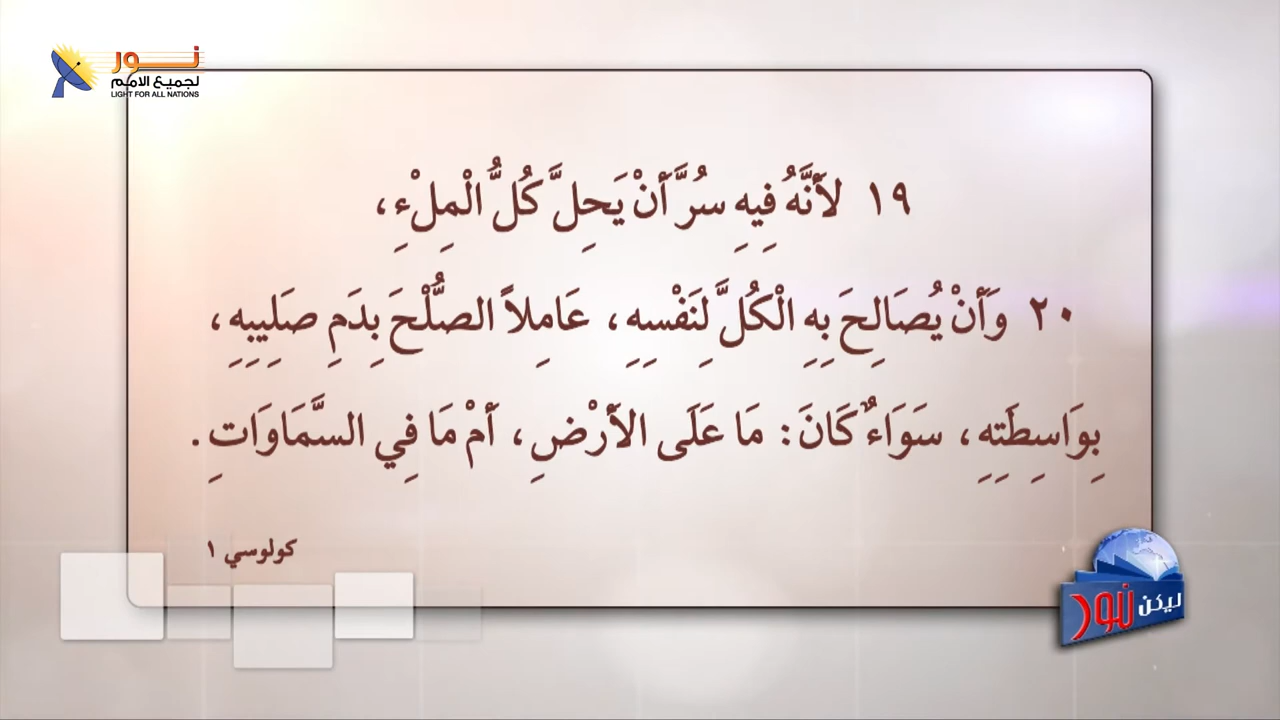 نـــور
لجميع الامم
LIGHT FOR ALL NATIONS
١٩ لأَنَّهُ فِيهِ سُرَّ أَنْ يَحِلَّ كُلُّ الْمِلْءِ،
٢٠ وَأَنْ يُصَالِحَ بِهِ الْكُلَّ لِنَفْسِهِ، عَامِلاً الصُّلْحَ بِدَمِ صَلِيبِهِ،
بِوَاسِطَتِهِ، سَوَاءٌ كَانَ: مَا عَلَى الأَرْضِ، أَمْ مَا فِي السَّمَاوَاتِ.
كولوسي ١
ليكن نور